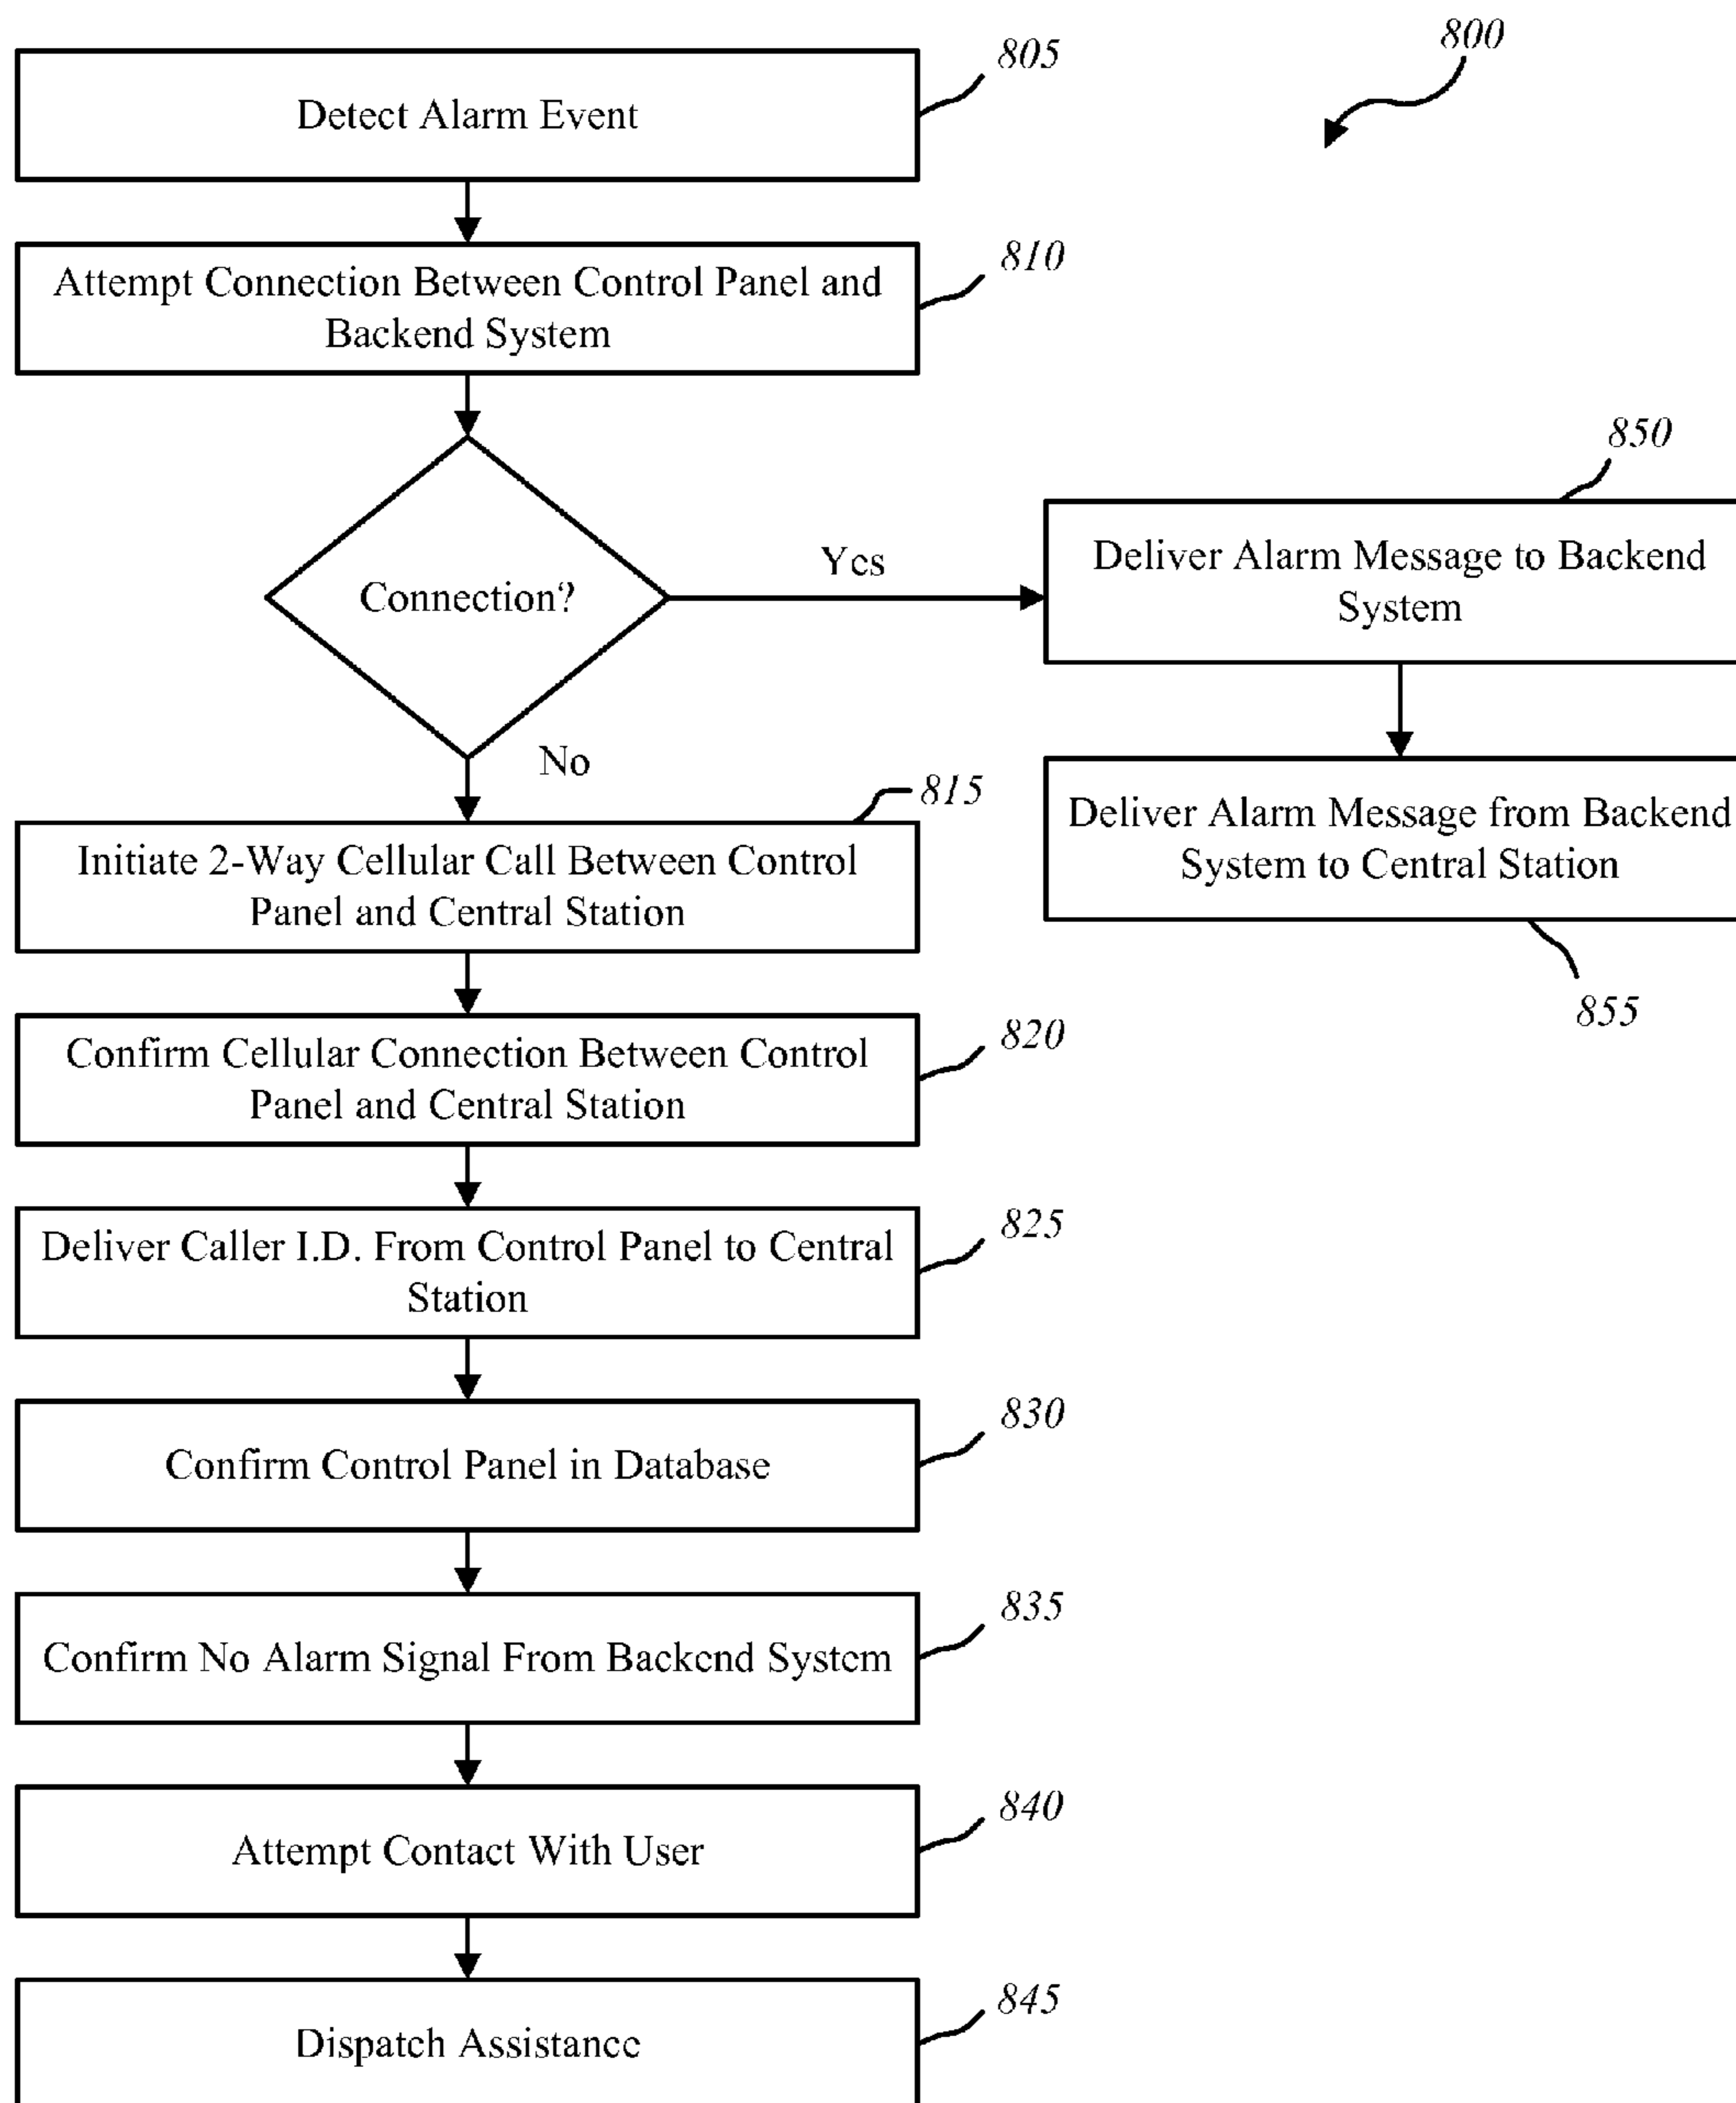 800
805
Detect Alarm Event
810
Attempt Connection Between Control Panel and
Backend System
Connection?
Yes
No
850
Deliver Alarm Message to Backend
System
Deliver Alarm Message from Backend
System to Central Station
855
815
Initiate 2-Way Cellular Call Between Control
Panel and Central Station
820
Confirm Cellular Connection Between Control
Panel and Central Station
825
Deliver Caller I.D. From Control Panel to Central
Station
830
Confirm Control Panel in Database
835
Confirm No Alarm Signal From Backend System
840
Attempt Contact With User
845
Dispatch Assistance